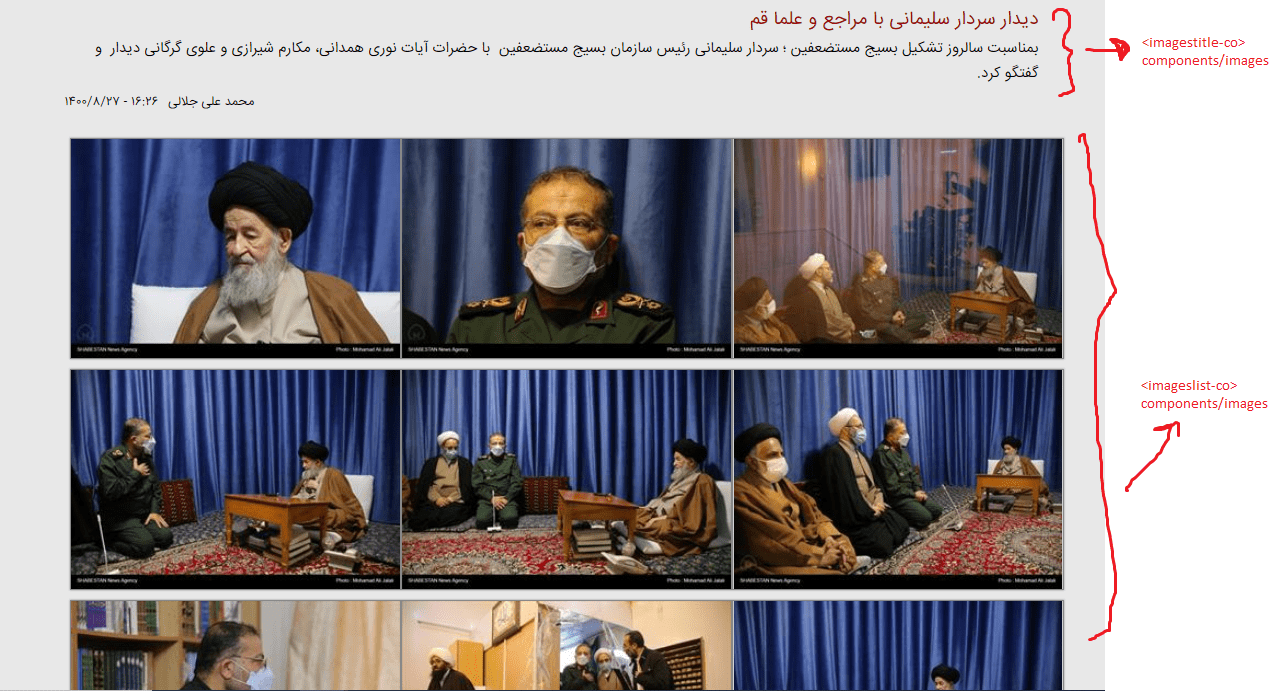 دیدار سردار سلیمانی با مراجع و علما قم
بمناسبت سالروز تشکیل بسیج مستضعفین ؛ سردار سلیمانی رئیس سازمان بسیج مستضعفین با حضرات آیات نوری همدانی، مکارم شیرازی و علوی گرگانی دیدار و
گفتگو کرد.
محمد علی جلالی ۱۶:۲۶ - ۱۴۰۰/۸/۲۷
<imagestitle-co>
components/images
SHABESTAN News Agency Photo : Mohamad Ali Jalali
SHABESTAN News Agency Photo : Mohamad Ali Jalali
SHABESTAN News Agency Photo : Mohamad Ali Jalali
<imageslist-co>
components/images
SHABESTAN News Agency Photo : Mohamad Ali Jalali
SHABESTAN News Agency Photo : Mohamad Ali Jalali
SHABESTAN News Agency Photo : Mohamad Ali Jalali